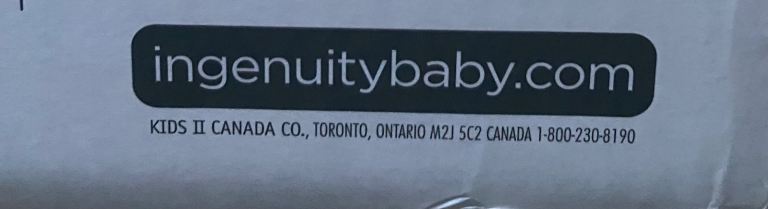 ingenuitybaby.com
KIDS II CANADA CO., TORONTO, ONTARIO M2J 5C2 CANADA 1-800-230-8190